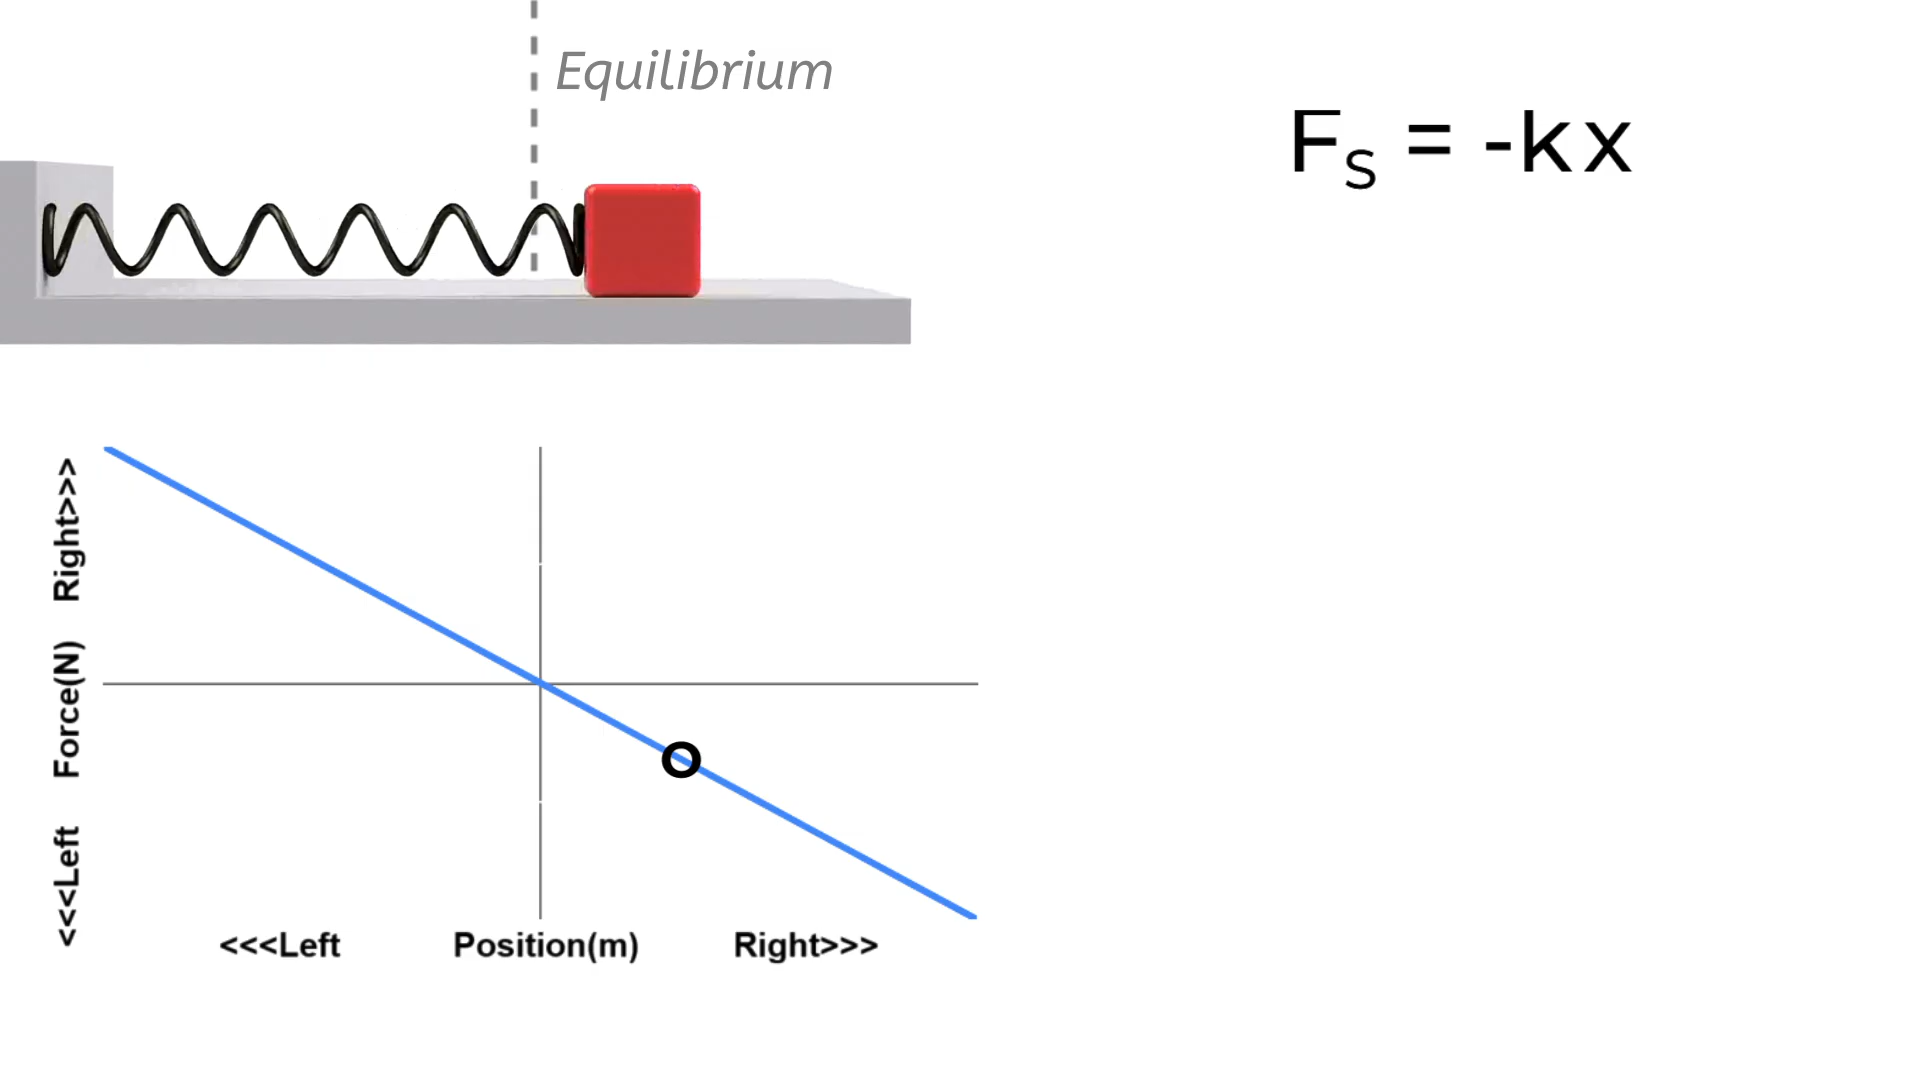 Equilibrium
Fₛ = -kx
<<<Left Force(N) Right>>>
<<<Left Position(m) Right>>>